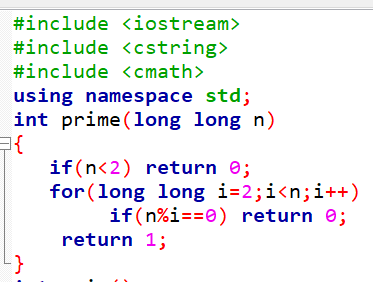 #include <iostream>
#include <cstring>
#include <cmath>
using namespace std;
int prime(long long n)
{
if(n<2) return 0;
for(long long i=2;i<n;i++)
if(n%i==0) return 0;
return 1;
}